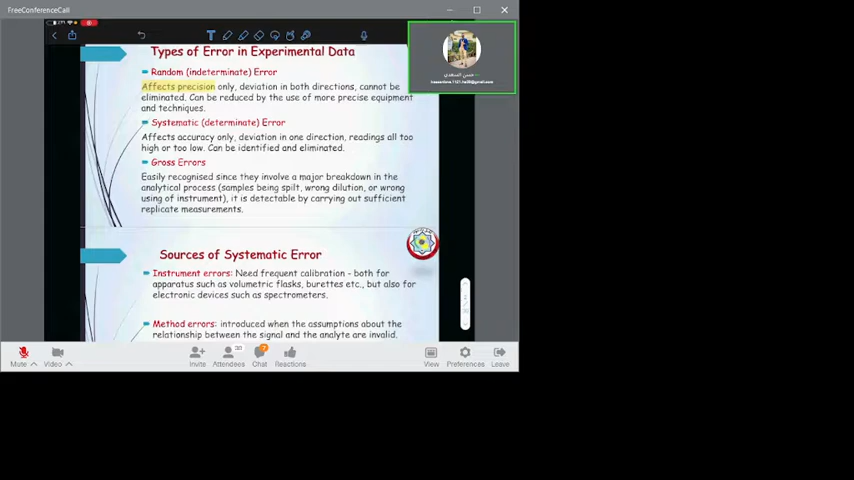 FreeConferenceCall
Types of Error in Experimental Data
Random (indeterminate) Error
Affects precision only, deviation in both directions, cannot be
eliminated. Can be reduced by the use of more precise equipment
and techniques.
Systematic (determinate) Error
Affects accuracy only, deviation in one direction, readings all too
high or too low. Can be identified and eliminated.
Gross Errors
Easily recognised since they involve a major breakdown in the
analytical process (samples being spilt, wrong dilution, or wrong
using of instrument), it is detectable by carrying out sufficient
replicate measurements.
Sources of Systematic Error
Instrument errors: Need frequent calibration - both for
apparatus such as volumetric flasks, burettes etc., but also for
electronic devices such as spectrometers.
Method errors: introduced when the assumptions about the
relationship between the signal and the analyte are invalid.
حسن السعدي
Mute
Video
Invite
30
Attendees
Chat
Reactions
View
Preferences
Leave